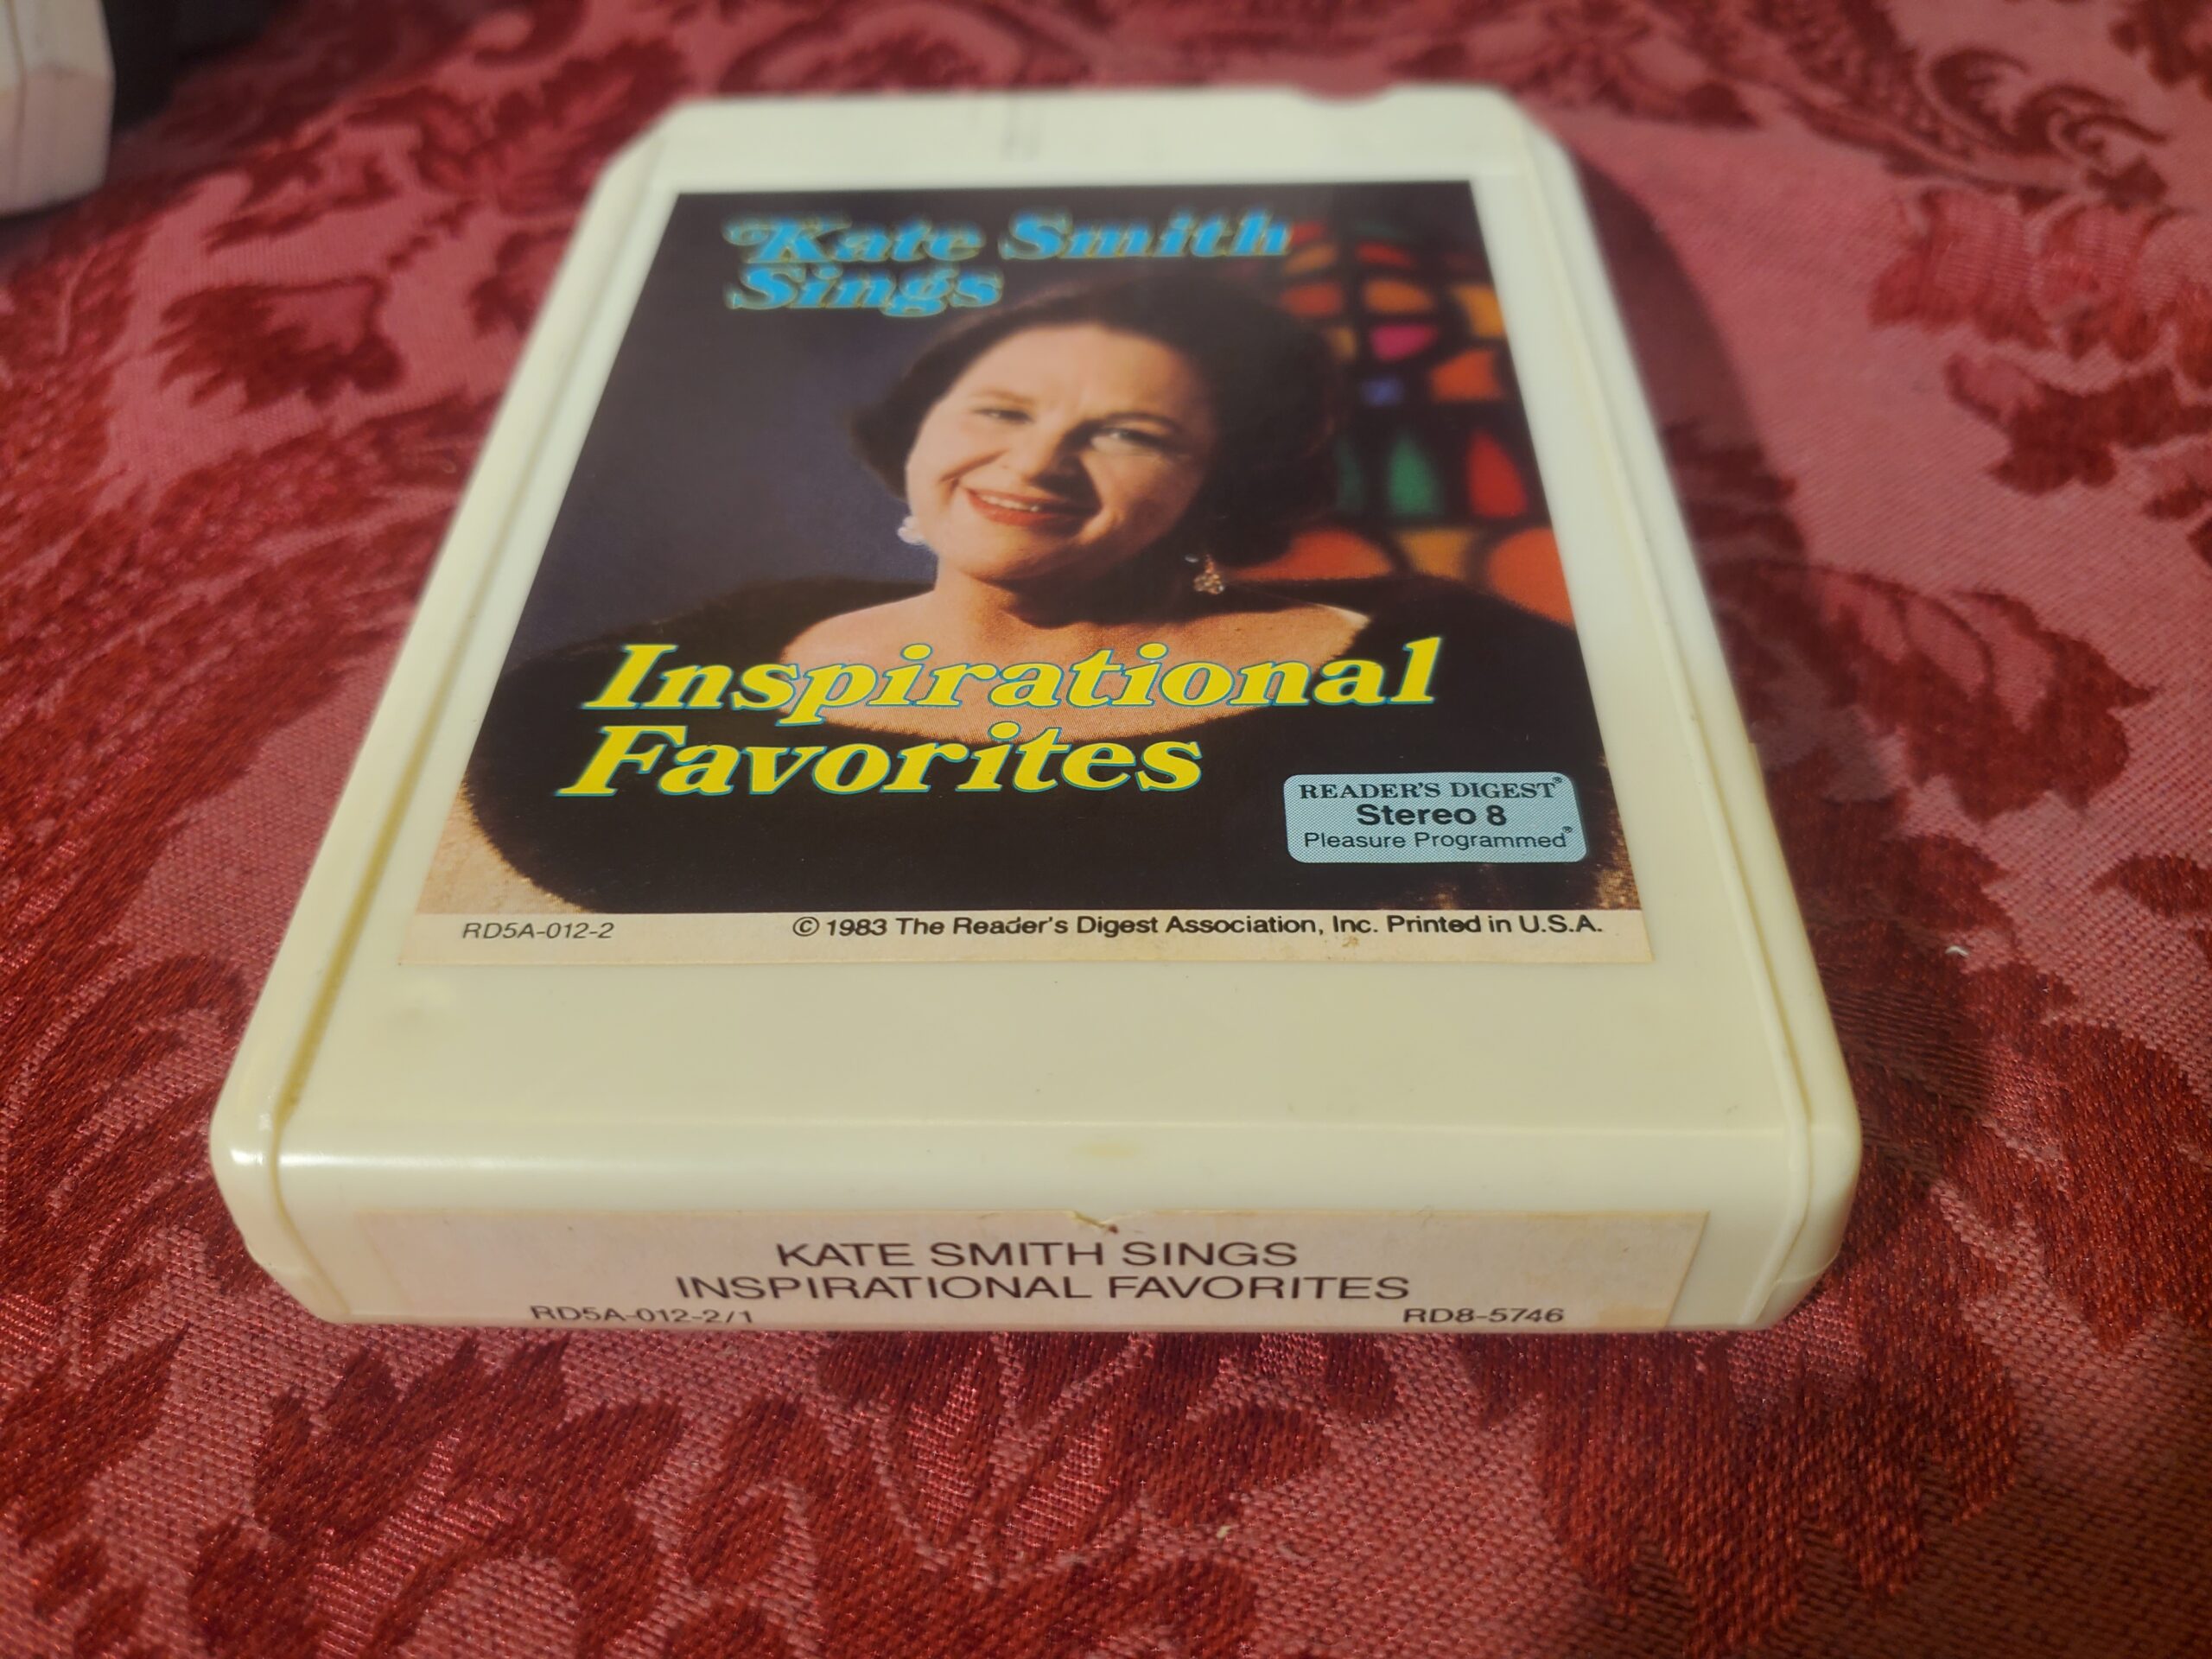 Kate Smith
Sings
Inspirational
Favorites
READER'S DIGEST®
Stereo 8
Pleasure Programmed®
RD5A-012-2
© 1983 The Reader's Digest Association, Inc. Printed in U.S.A.
KATE SMITH SINGS
INSPIRATIONAL FAVORITES
RD5A-012-2/1
RD8-5746